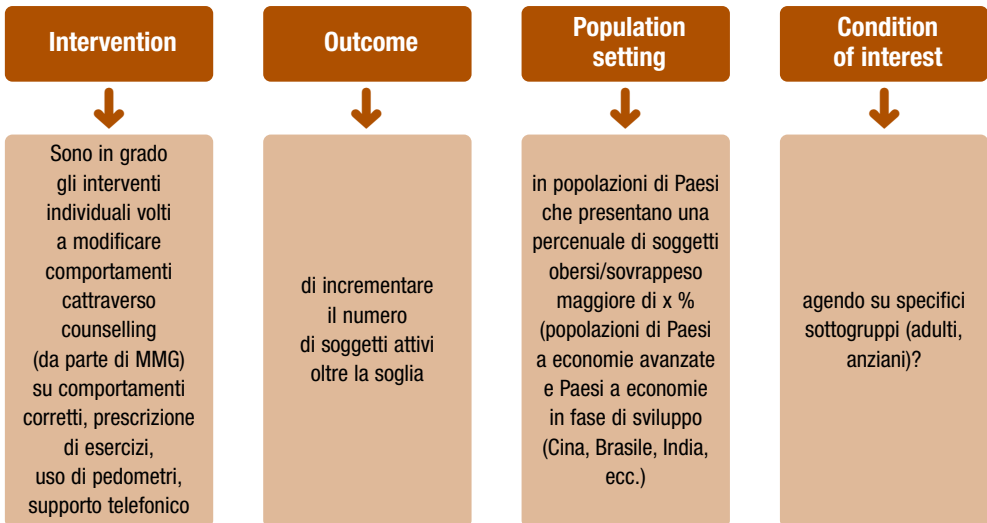 Intervention
Sono in grado
gli interventi
individuali volti
a modificare
comportamenti
cattraverso
counselling
(da parte di MMG)
su comportamenti
corretti, prescrizione
di esercizi,
uso di pedometri,
supporto telefonico
Outcome
di incrementare
il numero
di soggetti attivi
oltre la soglia
Population
setting
in popolazioni di Paesi
che presentano una
percenuale di soggetti
obersi/sovrappeso
maggiore di x %
(popolazioni di Paesi
a economie avanzate
e Paesi a economie
in fase di sviluppo
(Cina, Brasile, India,
ecc.)
Condition
of interest
agendo su specifici
sottogruppi (adulti,
anziani)?